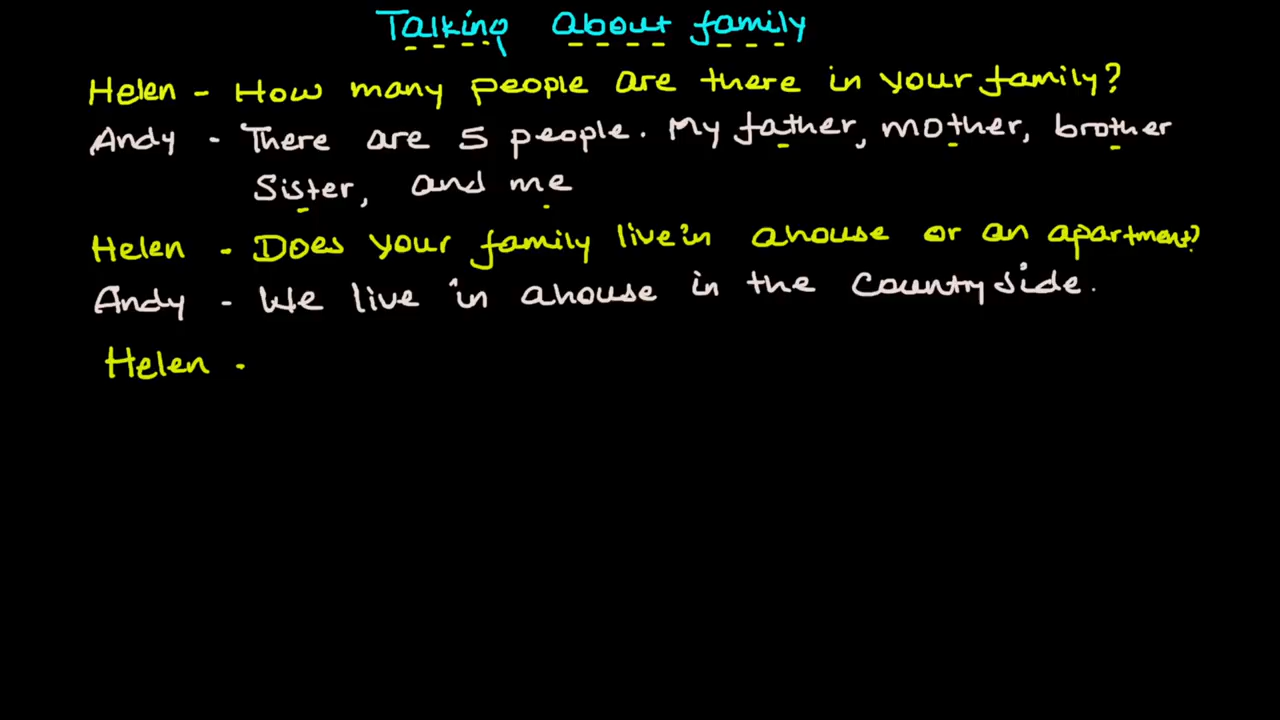 Talking about family
Helen - How many people are there in your family?
Andy - There are 5 people. My father, mother, brother
Sister, and me
Helen - Does your family live in a house or an apartment?
Andy - We live in a house in the Countryside.
Helen -